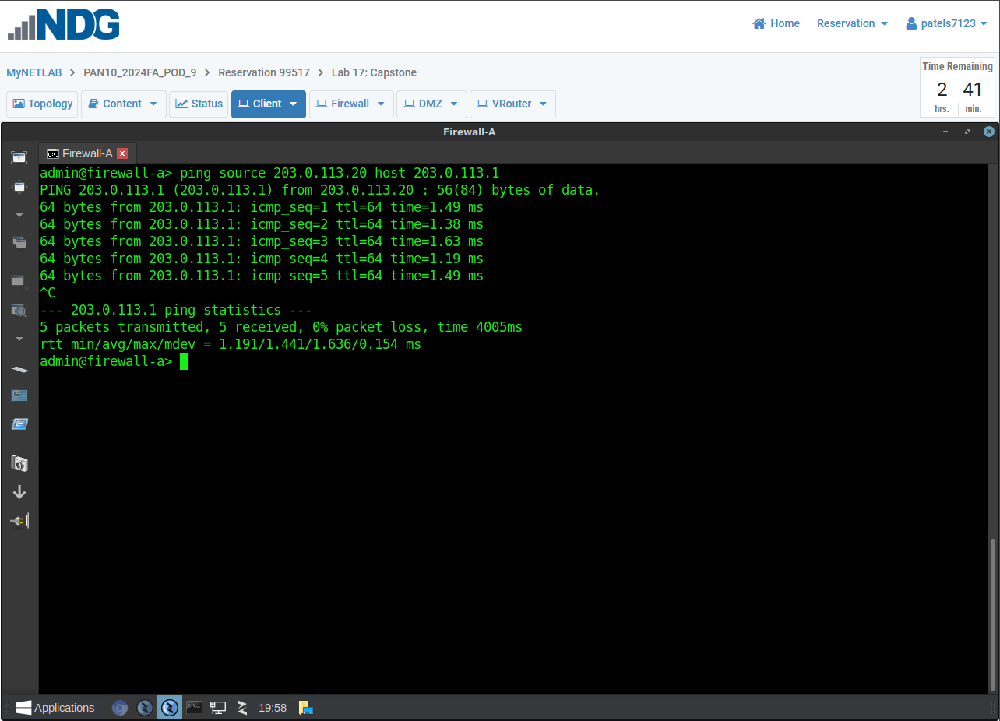 NDG
Home Reservation patels7123
MyNETLAB > PAN10_2024FA_POD_9 > Reservation 99517 > Lab 17: Capstone
Time Remaining
2 41
hrs. min.
Topology Content Status Client Firewall DMZ VRouter
Firewall-A
Firewall-A
admin@firewall-a> ping source 203.0.113.20 host 203.0.113.1
PING 203.0.113.1 (203.0.113.1) from 203.0.113.20 : 56(84) bytes of data.
64 bytes from 203.0.113.1: icmp_seq=1 ttl=64 time=1.49 ms
64 bytes from 203.0.113.1: icmp_seq=2 ttl=64 time=1.38 ms
64 bytes from 203.0.113.1: icmp_seq=3 ttl=64 time=1.63 ms
64 bytes from 203.0.113.1: icmp_seq=4 ttl=64 time=1.19 ms
64 bytes from 203.0.113.1: icmp_seq=5 ttl=64 time=1.49 ms
^C
--- 203.0.113.1 ping statistics ---
5 packets transmitted, 5 received, 0% packet loss, time 4005ms
rtt min/avg/max/mdev = 1.191/1.441/1.636/0.154 ms
admin@firewall-a>
Applications 19:58